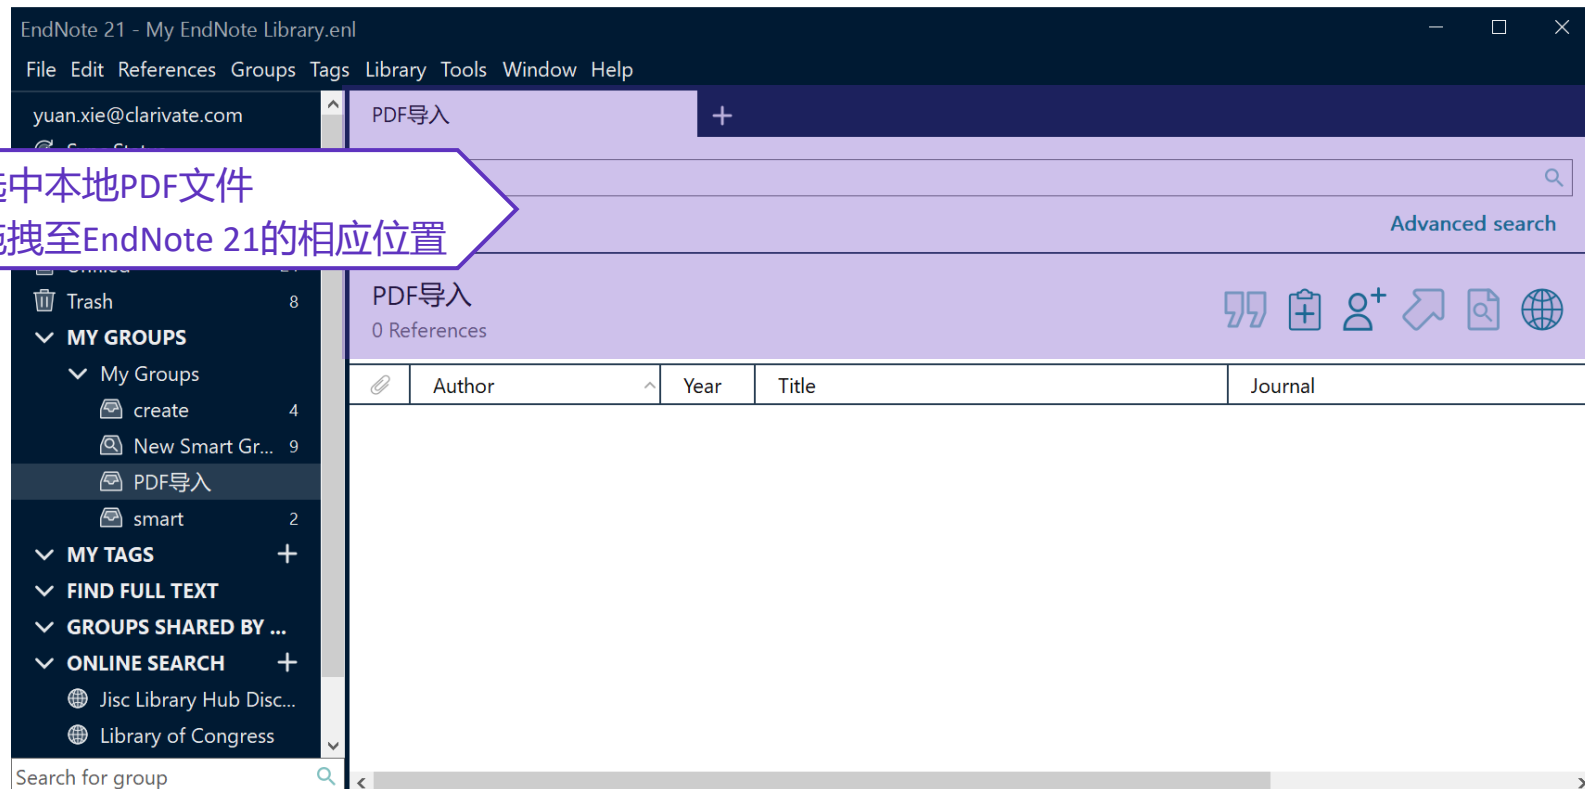 EndNote 21 - My EndNote Library.enl
File Edit References Groups Tags Library Tools Window Help
yuan.xie@clarivate.com
PDF导入
中本地PDF文件
拽至EndNote 21的相应位置
Advanced search
Trash 8
PDF导入
0 References
MY GROUPS
My Groups
Author Year Title Journal
create 4
New Smart Gr... 9
PDF导入
smart 2
MY TAGS
FIND FULL TEXT
GROUPS SHARED BY ...
ONLINE SEARCH
Jisc Library Hub Disc...
Library of Congress
Search for group